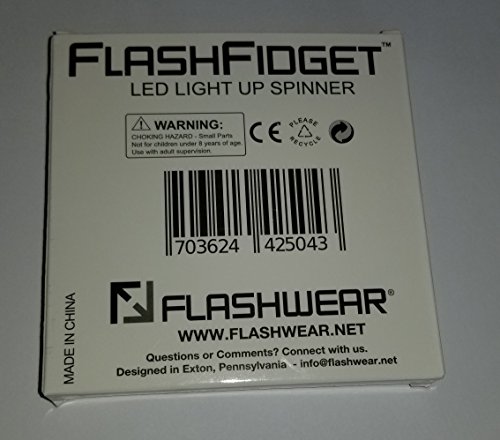 FLASHFIDGET™
LED LIGHT UP SPINNER
WARNING:
CHOKING HAZARD - Small Parts
Not for children under 8 years of age.
Use with adult supervision.
CE
PLEASE
RECYCLE
703624 425043
FLASHWEAR®
WWW.FLASHWEAR.NET
Questions or Comments? Connect with us.
Designed in Exton, Pennsylvania - info@flashwear.net
MADE IN CHINA